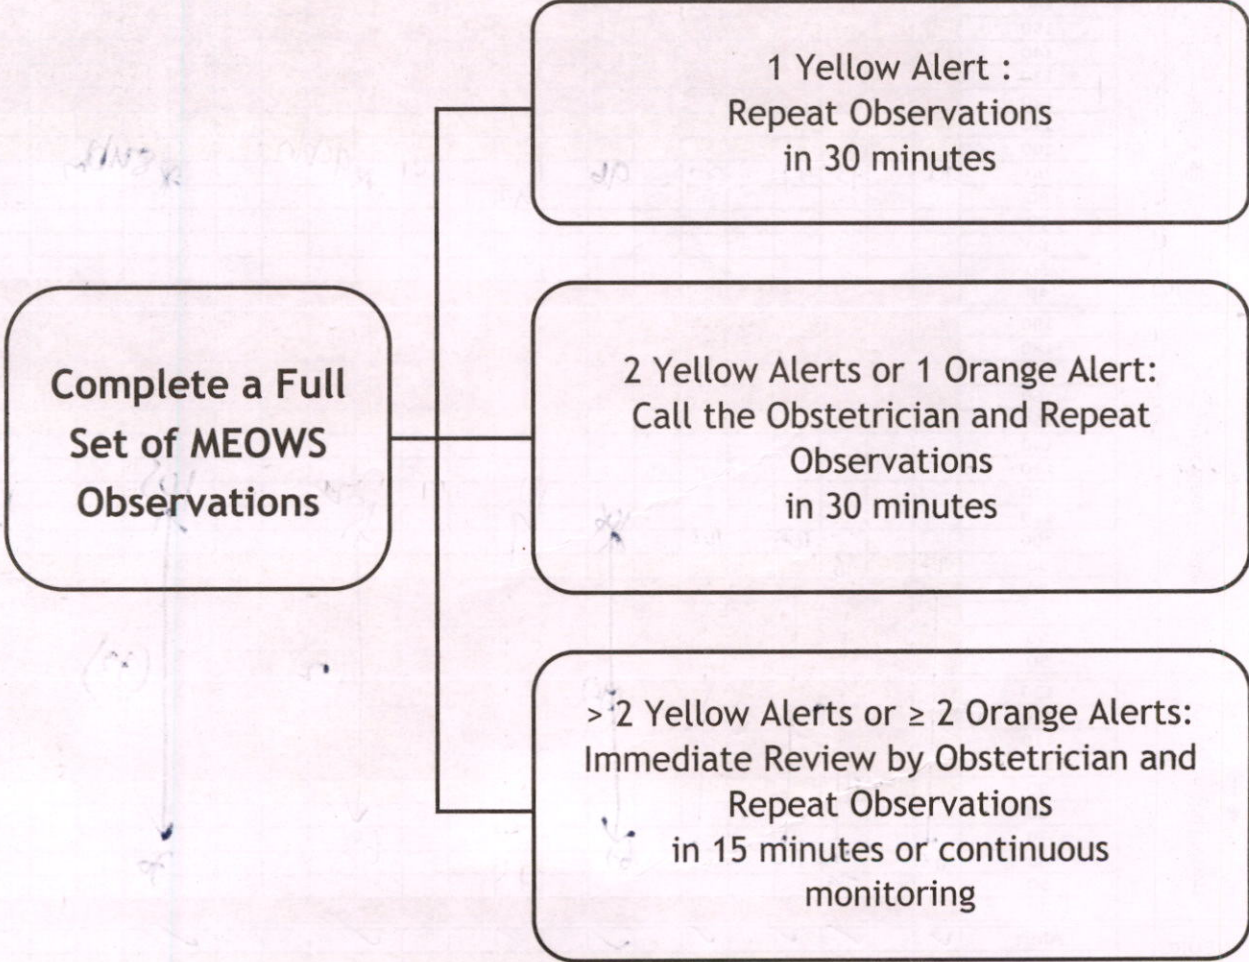 Complete a Full
Set of MEOWS
Observations
1 Yellow Alert :
Repeat Observations
in 30 minutes
2 Yellow Alerts or 1 Orange Alert:
Call the Obstetrician and Repeat
Observations
in 30 minutes
> 2 Yellow Alerts or ≥ 2 Orange Alerts:
Immediate Review by Obstetrician and
Repeat Observations
in 15 minutes or continuous
monitoring